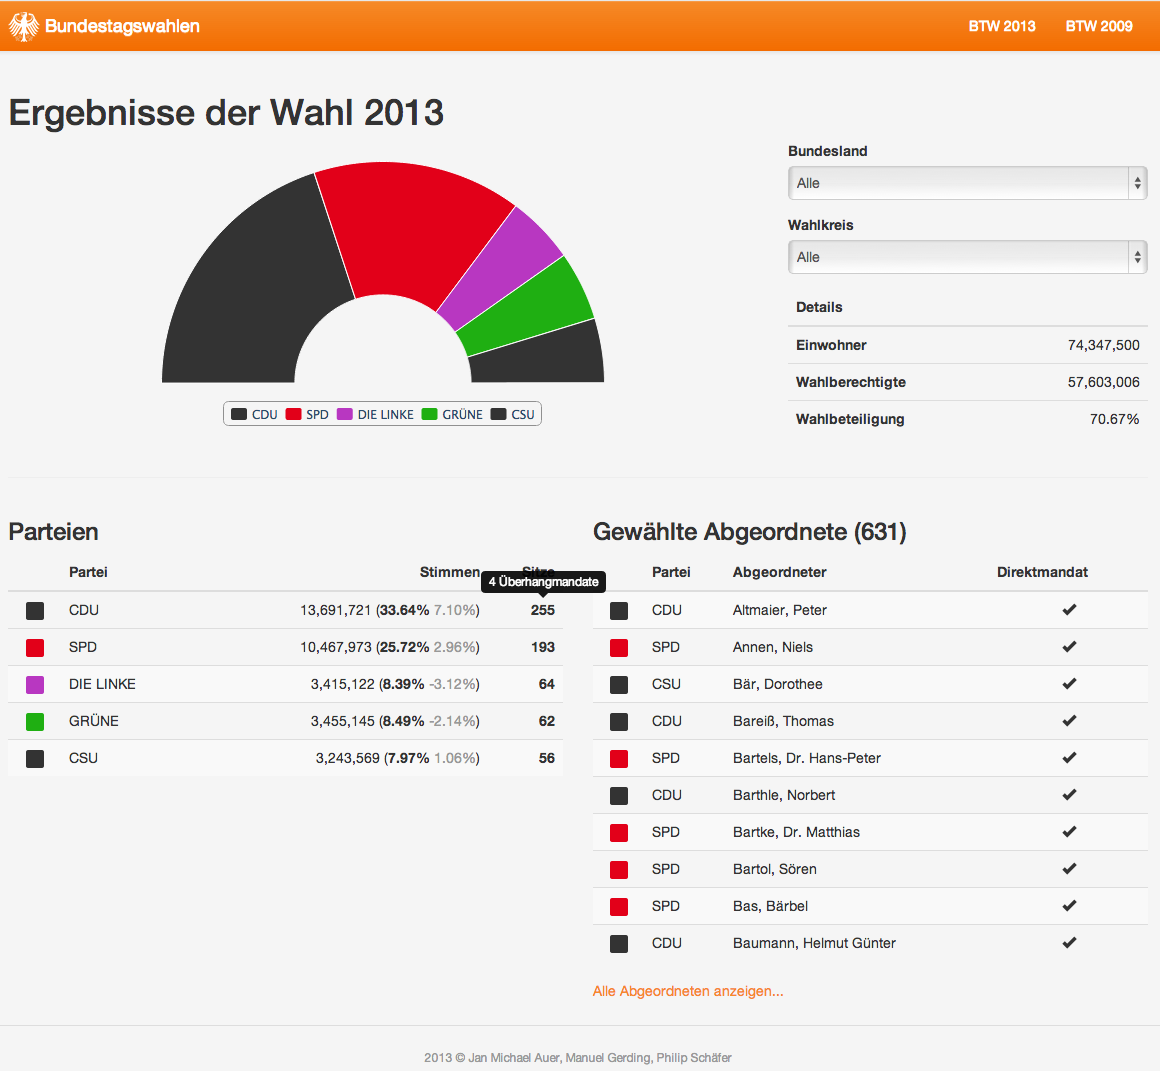 Bundestagswahlen
BTW 2013 BTW 2009
Ergebnisse der Wahl 2013
CDU SPD DIE LINKE GRÜNE CSU
Bundesland
Alle
Wahlkreis
Alle
Details
Einwohner 74,347,500
Wahlberechtigte 57,603,006
Wahlbeteiligung 70.67%
Parteien
Partei Stimmen Sitze
4 Überhangmandate
CDU 13,691,721 (33.64% 7.10%) 255
SPD 10,467,973 (25.72% 2.96%) 193
DIE LINKE 3,415,122 (8.39% -3.12%) 64
GRÜNE 3,455,145 (8.49% -2.14%) 62
CSU 3,243,569 (7.97% 1.06%) 56
Gewählte Abgeordnete (631)
Partei Abgeordneter Direktmandat
CDU Altmaier, Peter ✔
SPD Annen, Niels ✔
CSU Bär, Dorothee ✔
CDU Bareiß, Thomas ✔
SPD Bartels, Dr. Hans-Peter ✔
CDU Barthle, Norbert ✔
SPD Bartke, Dr. Matthias ✔
SPD Bartol, Sören ✔
SPD Bas, Bärbel ✔
CDU Baumann, Helmut Günter ✔
Alle Abgeordneten anzeigen...
2013 © Jan Michael Auer, Manuel Gerding, Philip Schäfer